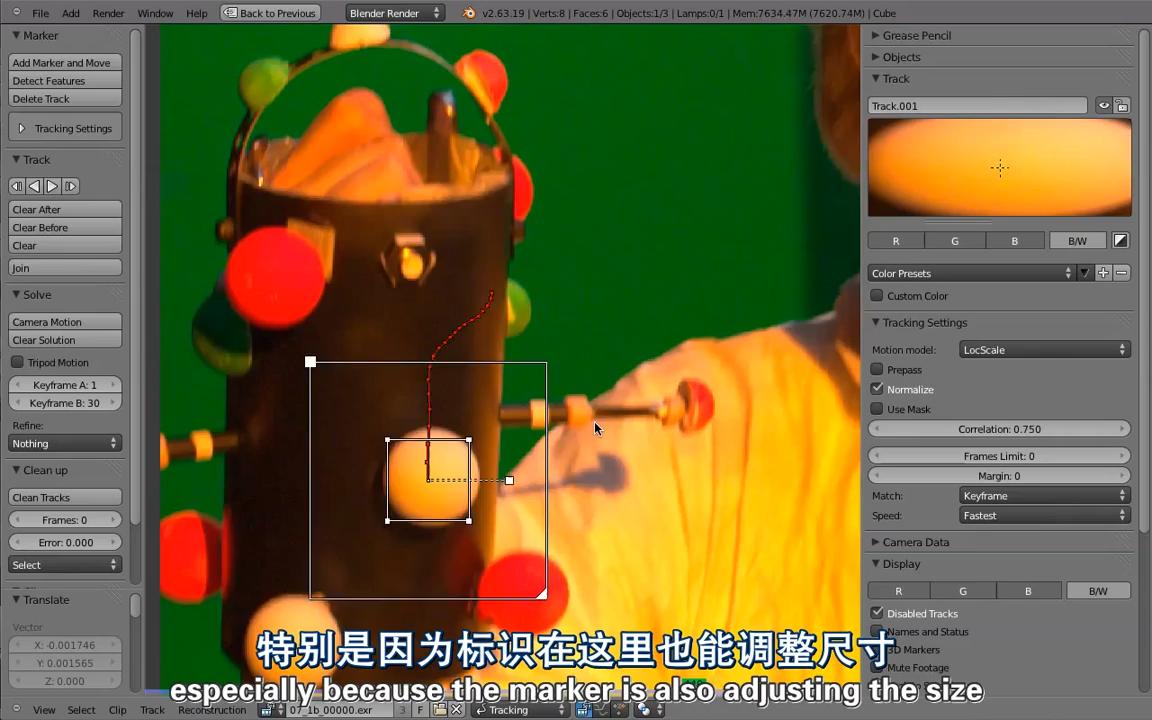 File Add Render Window Help Back to Previous Blender Render v2.63.19 | Verts:8 | Faces:6 | Objects:1/3 | Lamps:0/1 | Mem:7634.47M (7620.74M) | Cube
Marker
Add Marker and Move
Detect Features
Delete Track
Tracking Settings
Track
Clear After
Clear Before
Clear
Join
Solve
Camera Motion
Camera Solution
Tripod Motion
Keyframe A: 1
Keyframe B: 30
Refine:
Nothing
Clean up
Clean Tracks
Frames: 0
Error: 0.000
Select
Translate
Vector
X: -0.001746
Y: 0.001565
Z: 0.000
Grease Pencil
Objects
Track
Track.001
R G B B/W
Color Presets
Custom Color
Tracking Settings
Motion model: LocScale
Prepass
Normalize
Use Mask
Correlation: 0.750
Frames Limit: 0
Margin: 0
Match: Keyframe
Speed: Fastest
Camera Data
Display
R G B B/W
Disabled Tracks
Names and Status
3D Markers
Mute Footage
特别是因为标识在这里也能调整尺寸
especially because the marker is also adjusting the size
View Select Clip Track Reconstruction 07_1b_00000.exr 3 F Tracking